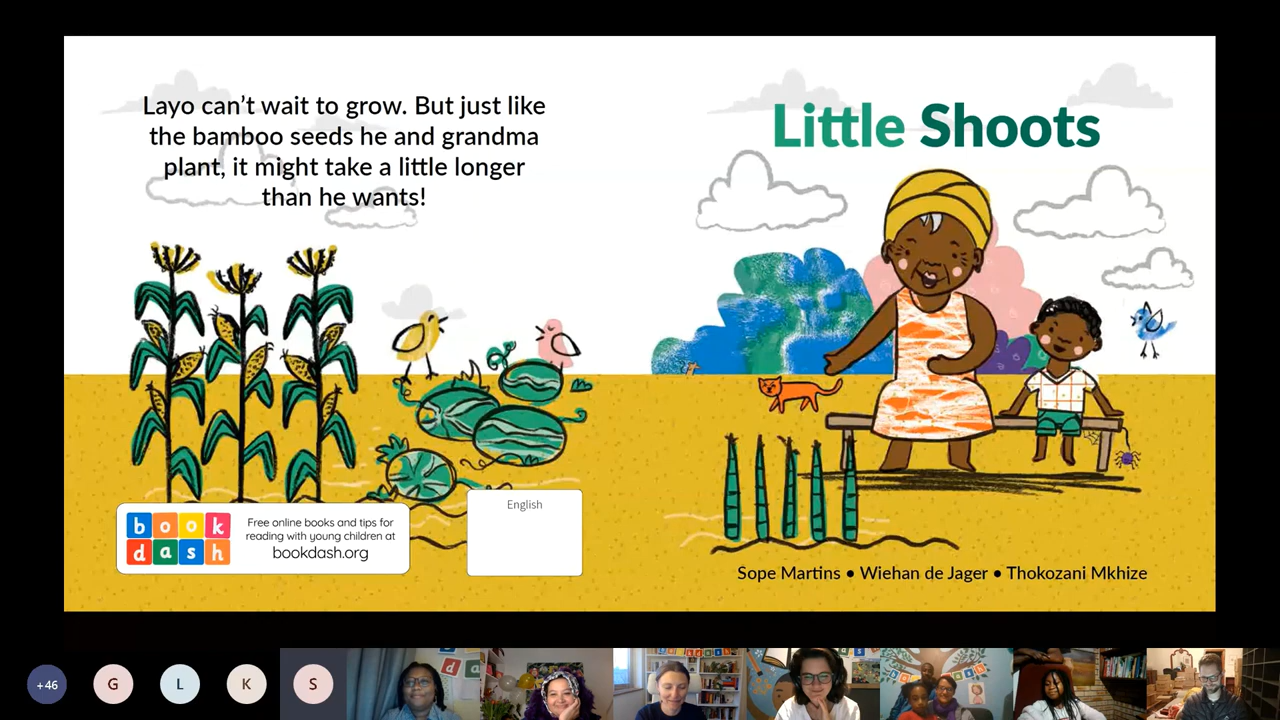 Layo can’t wait to grow. But just like
the bamboo seeds he and grandma
plant, it might take a little longer
than he wants!
Little Shoots
English
book
dash
Free online books and tips for
reading with young children at
bookdash.org
Sope Martins • Wiehan de Jager • Thokozani Mkhize
+46
G
L
K
S